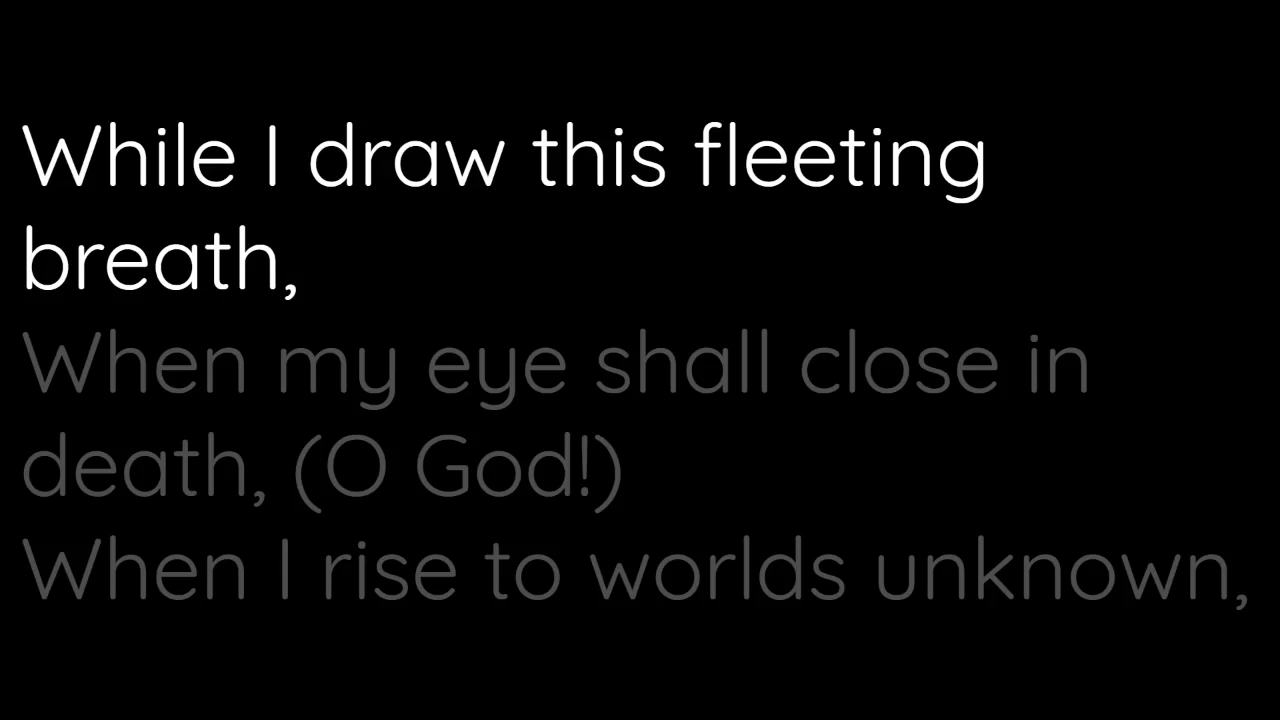 While I draw this fleeting
breath,
When my eye shall close in
death, (O God!)
When I rise to worlds unknown,